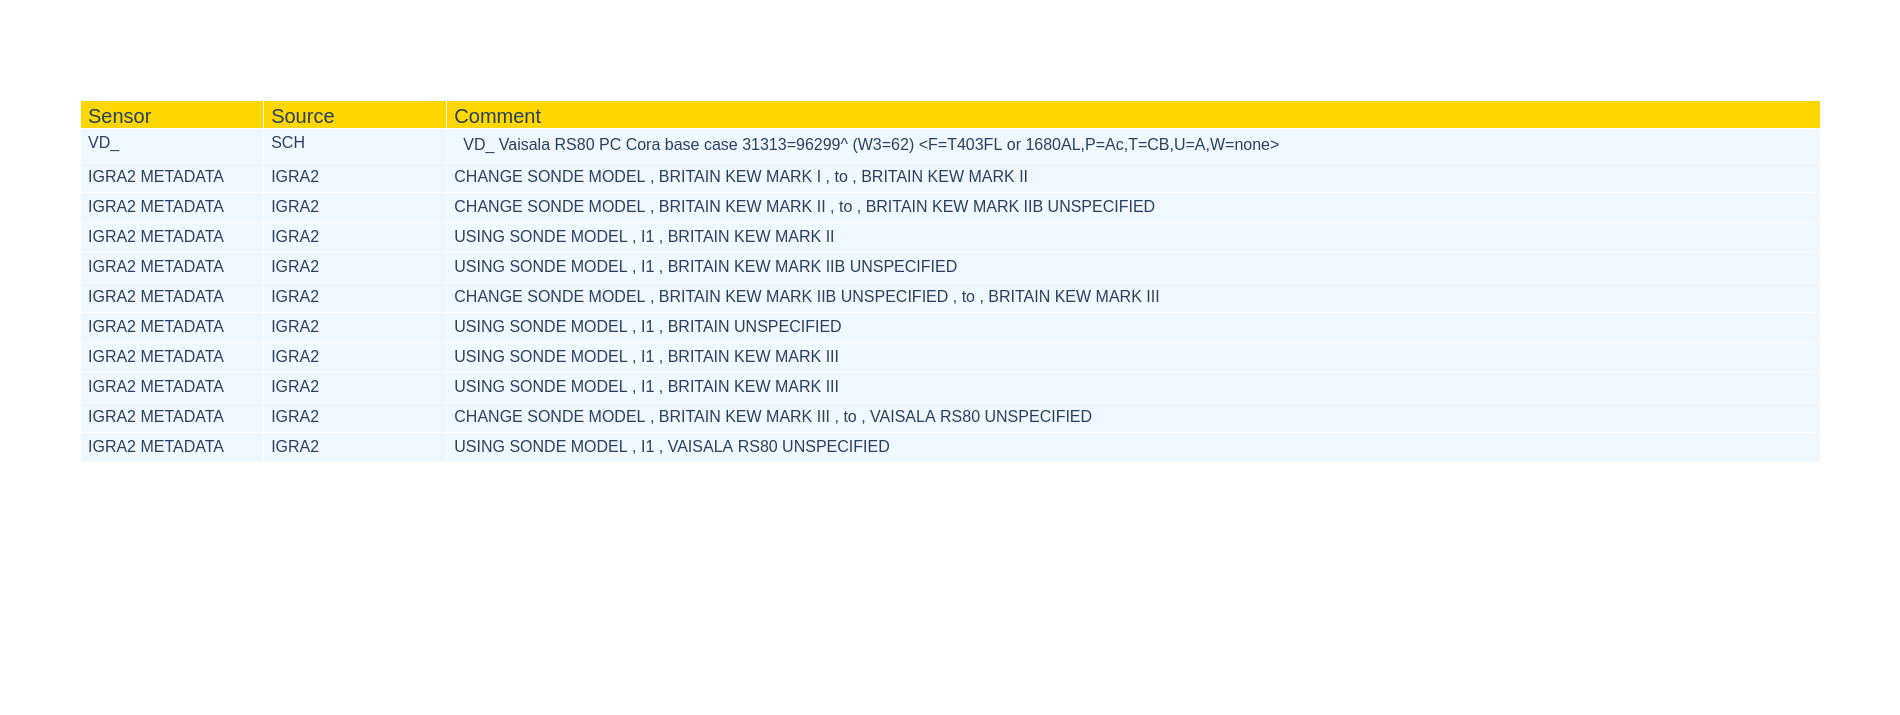 Sensor Source Comment
VD_ SCH VD_ Vaisala RS80 PC Cora base case 31313=96299^ (W3=62) <F=T403FL or 1680AL,P=Ac,T=CB,U=A,W=none>
IGRA2 METADATA IGRA2 CHANGE SONDE MODEL , BRITAIN KEW MARK I , to , BRITAIN KEW MARK II
IGRA2 METADATA IGRA2 CHANGE SONDE MODEL , BRITAIN KEW MARK II , to , BRITAIN KEW MARK IIB UNSPECIFIED
IGRA2 METADATA IGRA2 USING SONDE MODEL , I1 , BRITAIN KEW MARK II
IGRA2 METADATA IGRA2 USING SONDE MODEL , I1 , BRITAIN KEW MARK IIB UNSPECIFIED
IGRA2 METADATA IGRA2 CHANGE SONDE MODEL , BRITAIN KEW MARK IIB UNSPECIFIED , to , BRITAIN KEW MARK III
IGRA2 METADATA IGRA2 USING SONDE MODEL , I1 , BRITAIN UNSPECIFIED
IGRA2 METADATA IGRA2 USING SONDE MODEL , I1 , BRITAIN KEW MARK III
IGRA2 METADATA IGRA2 USING SONDE MODEL , I1 , BRITAIN KEW MARK III
IGRA2 METADATA IGRA2 CHANGE SONDE MODEL , BRITAIN KEW MARK III , to , VAISALA RS80 UNSPECIFIED
IGRA2 METADATA IGRA2 USING SONDE MODEL , I1 , VAISALA RS80 UNSPECIFIED